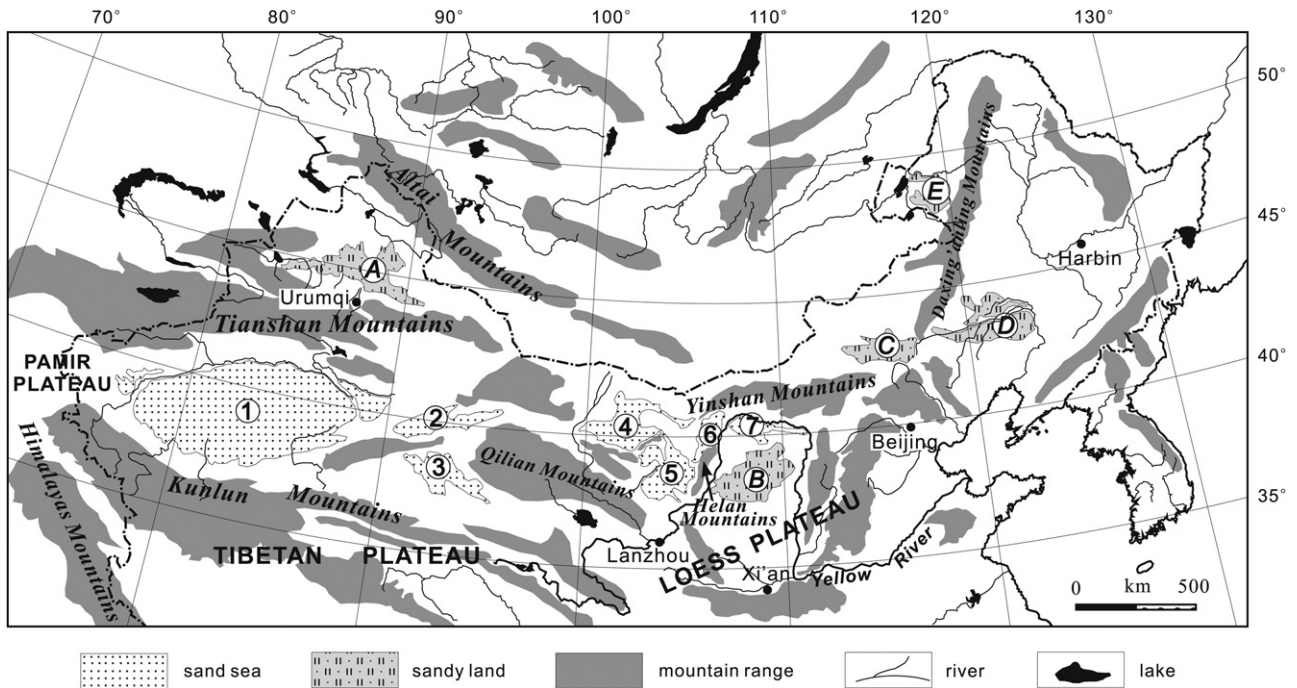 70° 80° 90° 100° 110° 120° 130°
50°
45°
40°
35°
Altai
Mountains
A
Urumqi
Tianshan Mountains
PAMIR
PLATEAU
Himalayas Mountains
Kunlun Mountains
TIBETAN PLATEAU
1
2
3
Qilian Mountains
4
5
6
7
Yinshan Mountains
Helan
Mountains
B
LOESS PLATEAU
Lanzhou
Xi'an
Yellow River
Beijing
C
D
E
Daxing'anling Mountains
Harbin
0 km 500
sand sea
sandy land
mountain range
river
lake